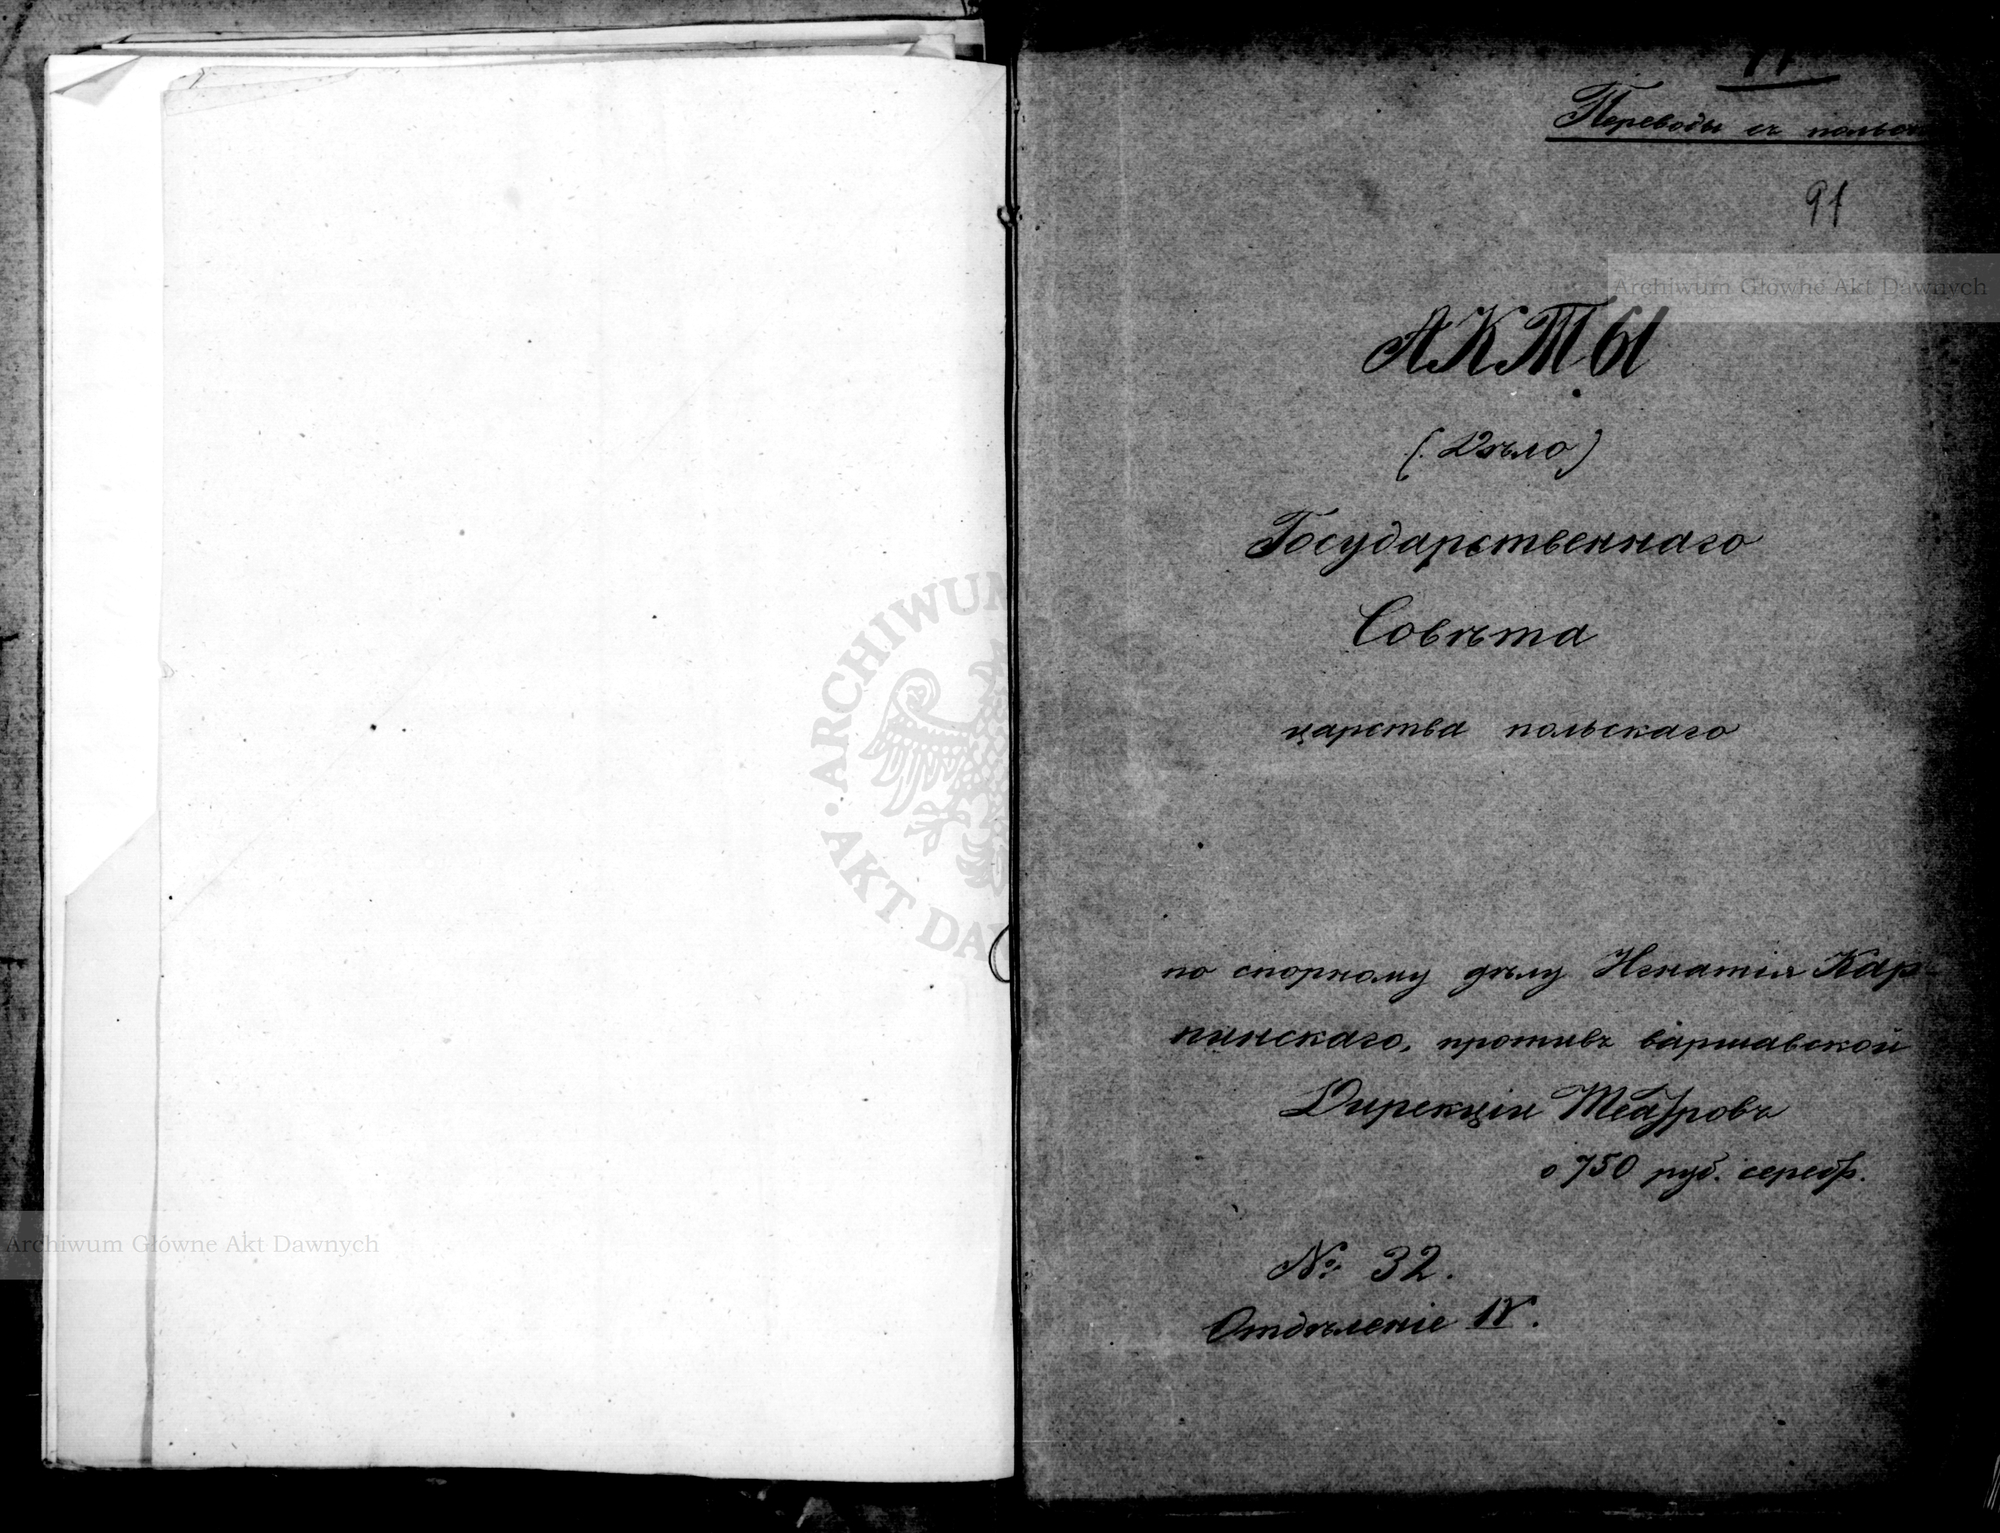 Переводы съ
91
АКТЫ
(Дѣло)
Государственнаго
Совѣта
царства польскаго
по спорному дѣлу Игнатія Кар-
пинскаго, противъ варшавской
Дирекціи Театровъ
о 750 руб. серебр.
№ 32.
Отдѣленіе IV.
Archiwum Główne Akt Dawnych
Archiwum Główne Akt Dawnych
ARCHIWUM
AKT DA